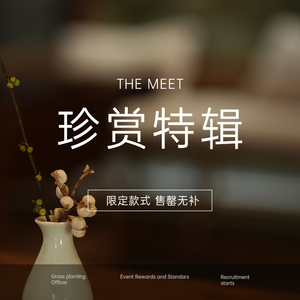 THE MEET
珍赏特辑
限定款式 售罄无补
Grass planting
Officer
Event Rewards and Standars
Recruitment
starts